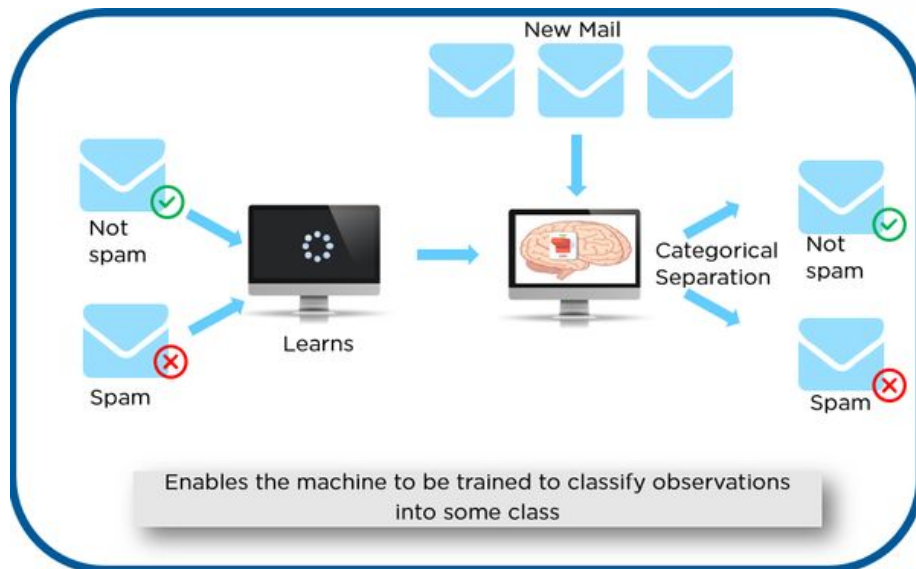 New Mail
Not
spam
Spam
Learns
Categorical
Separation
Not
spam
Spam
Enables the machine to be trained to classify observations
into some class